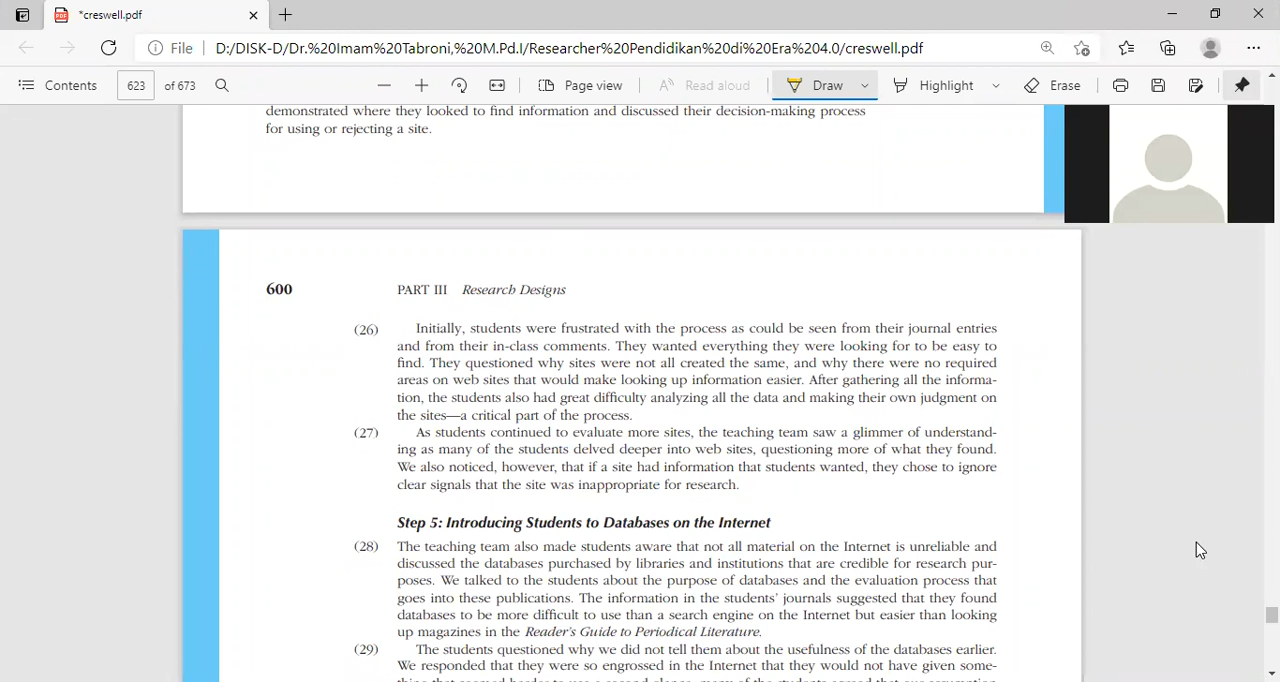 *creswell.pdf
File D:/DISK-D/Dr.%20Imam%20Tabroni,%20M.Pd.I/Researcher%20Pendidikan%20di%20Era%204.0/creswell.pdf
Contents 623 of 673 Page view Read aloud Draw Highlight Erase
demonstrated where they looked to find information and discussed their decision-making process
for using or rejecting a site.
600 PART III Research Designs
(26) Initially, students were frustrated with the process as could be seen from their journal entries
and from their in-class comments. They wanted everything they were looking for to be easy to
find. They questioned why sites were not all created the same, and why there were no required
areas on web sites that would make looking up information easier. After gathering all the informa-
tion, the students also had great difficulty analyzing all the data and making their own judgment on
the sites—a critical part of the process.
(27) As students continued to evaluate more sites, the teaching team saw a glimmer of understand-
ing as many of the students delved deeper into web sites, questioning more of what they found.
We also noticed, however, that if a site had information that students wanted, they chose to ignore
clear signals that the site was inappropriate for research.
Step 5: Introducing Students to Databases on the Internet
(28) The teaching team also made students aware that not all material on the Internet is unreliable and
discussed the databases purchased by libraries and institutions that are credible for research pur-
poses. We talked to the students about the purpose of databases and the evaluation process that
goes into these publications. The information in the students' journals suggested that they found
databases to be more difficult to use than a search engine on the Internet but easier than looking
up magazines in the Reader's Guide to Periodical Literature.
(29) The students questioned why we did not tell them about the usefulness of the databases earlier.
We responded that they were so engrossed in the Internet that they would not have given some-